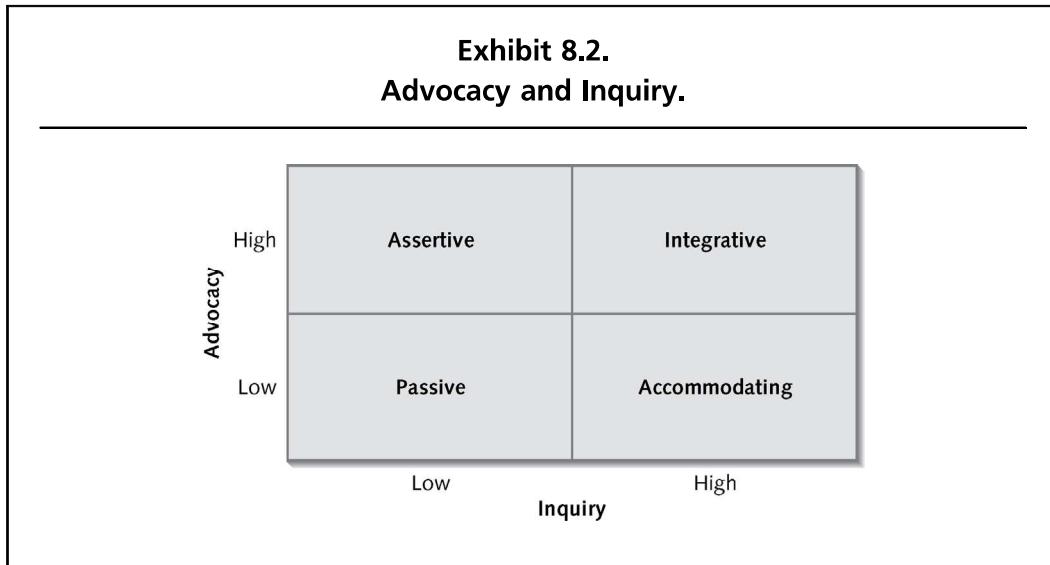 Exhibit 8.2.
Advocacy and Inquiry.
High
Assertive
Integrative
Advocacy
Low
Passive
Accommodating
Low
High
Inquiry